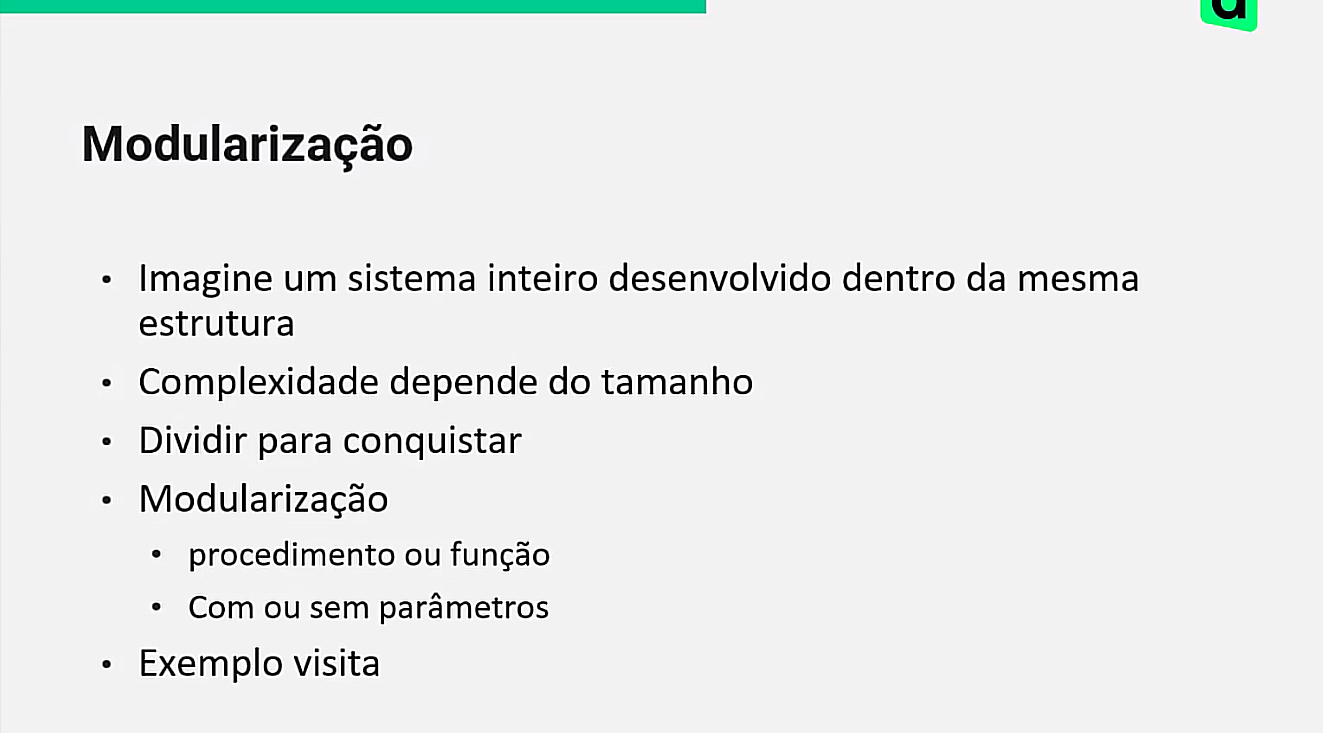 Modularização
• Imagine um sistema inteiro desenvolvido dentro da mesma
estrutura
• Complexidade depende do tamanho
• Dividir para conquistar
• Modularização
• procedimento ou função
• Com ou sem parâmetros
• Exemplo visita